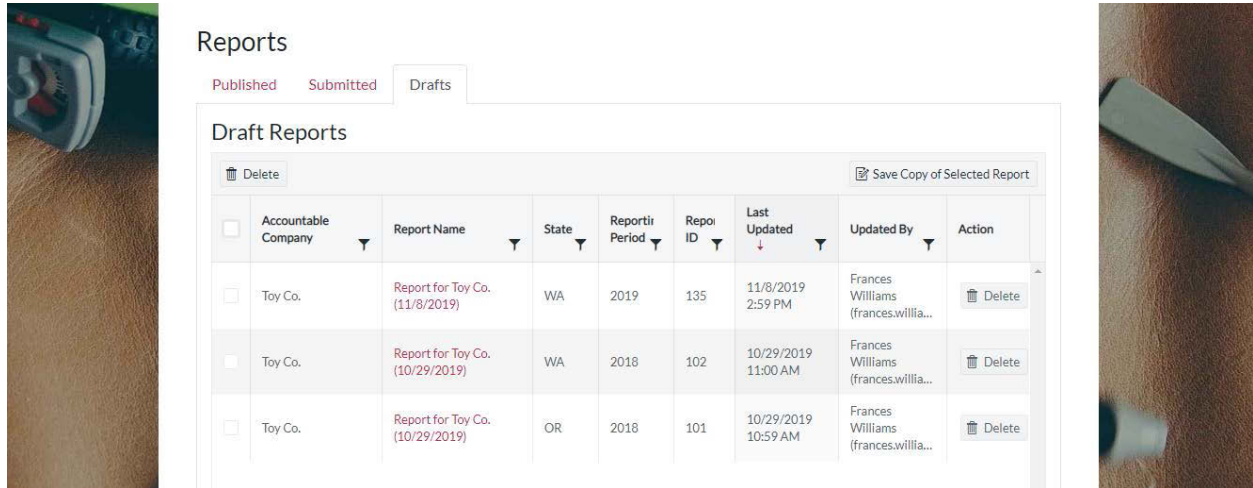 Reports
Published Submitted Drafts
Draft Reports
Delete Save Copy of Selected Report
Accountable Company Report Name State Reportin Period Repor ID Last Updated ↓ Updated By Action
Toy Co. Report for Toy Co. (11/8/2019) WA 2019 135 11/8/2019 2:59 PM Frances Williams (frances.willia... Delete
Toy Co. Report for Toy Co. (10/29/2019) WA 2018 102 10/29/2019 11:00 AM Frances Williams (frances.willia... Delete
Toy Co. Report for Toy Co. (10/29/2019) OR 2018 101 10/29/2019 10:59 AM Frances Williams (frances.willia... Delete